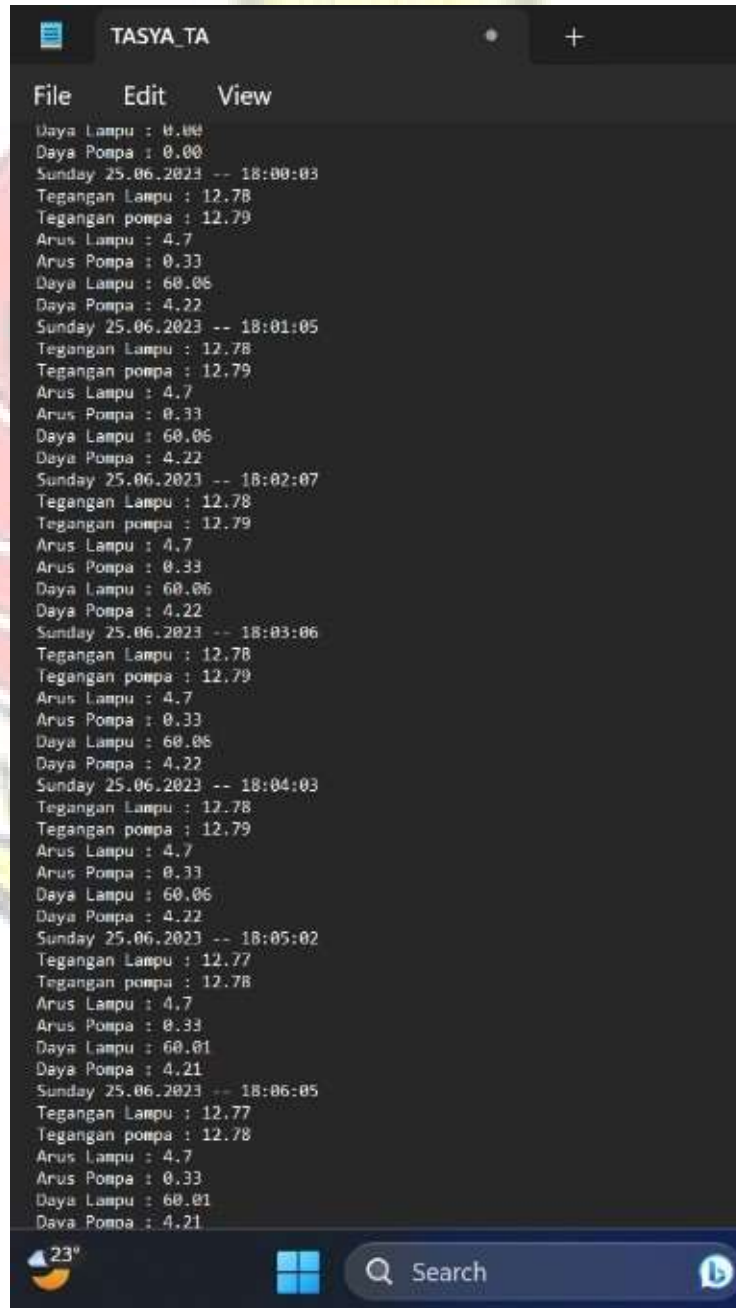 TASYA_TA
File Edit View
Daya Lampu : 0.00
Daya Pompa : 0.00
Sunday 25.06.2023 -- 18:00:03
Tegangan Lampu : 12.78
Tegangan pompa : 12.79
Arus Lampu : 4.7
Arus Pompa : 0.33
Daya Lampu : 60.06
Daya Pompa : 4.22
Sunday 25.06.2023 -- 18:01:05
Tegangan Lampu : 12.78
Tegangan pompa : 12.79
Arus Lampu : 4.7
Arus Pompa : 0.33
Daya Lampu : 60.06
Daya Pompa : 4.22
Sunday 25.06.2023 -- 18:02:07
Tegangan Lampu : 12.78
Tegangan pompa : 12.79
Arus Lampu : 4.7
Arus Pompa : 0.33
Daya Lampu : 60.06
Daya Pompa : 4.22
Sunday 25.06.2023 -- 18:03:06
Tegangan Lampu : 12.78
Tegangan pompa : 12.79
Arus Lampu : 4.7
Arus Pompa : 0.33
Daya Lampu : 60.06
Daya Pompa : 4.22
Sunday 25.06.2023 -- 18:04:03
Tegangan Lampu : 12.78
Tegangan pompa : 12.79
Arus Lampu : 4.7
Arus Pompa : 0.33
Daya Lampu : 60.06
Daya Pompa : 4.22
Sunday 25.06.2023 -- 18:05:02
Tegangan Lampu : 12.77
Tegangan pompa : 12.78
Arus Lampu : 4.7
Arus Pompa : 0.33
Daya Lampu : 60.01
Daya Pompa : 4.21
Sunday 25.06.2023 -- 18:06:05
Tegangan Lampu : 12.77
Tegangan pompa : 12.78
Arus Lampu : 4.7
Arus Pompa : 0.33
Daya Lampu : 60.01
Daya Pompa : 4.21
23° Search